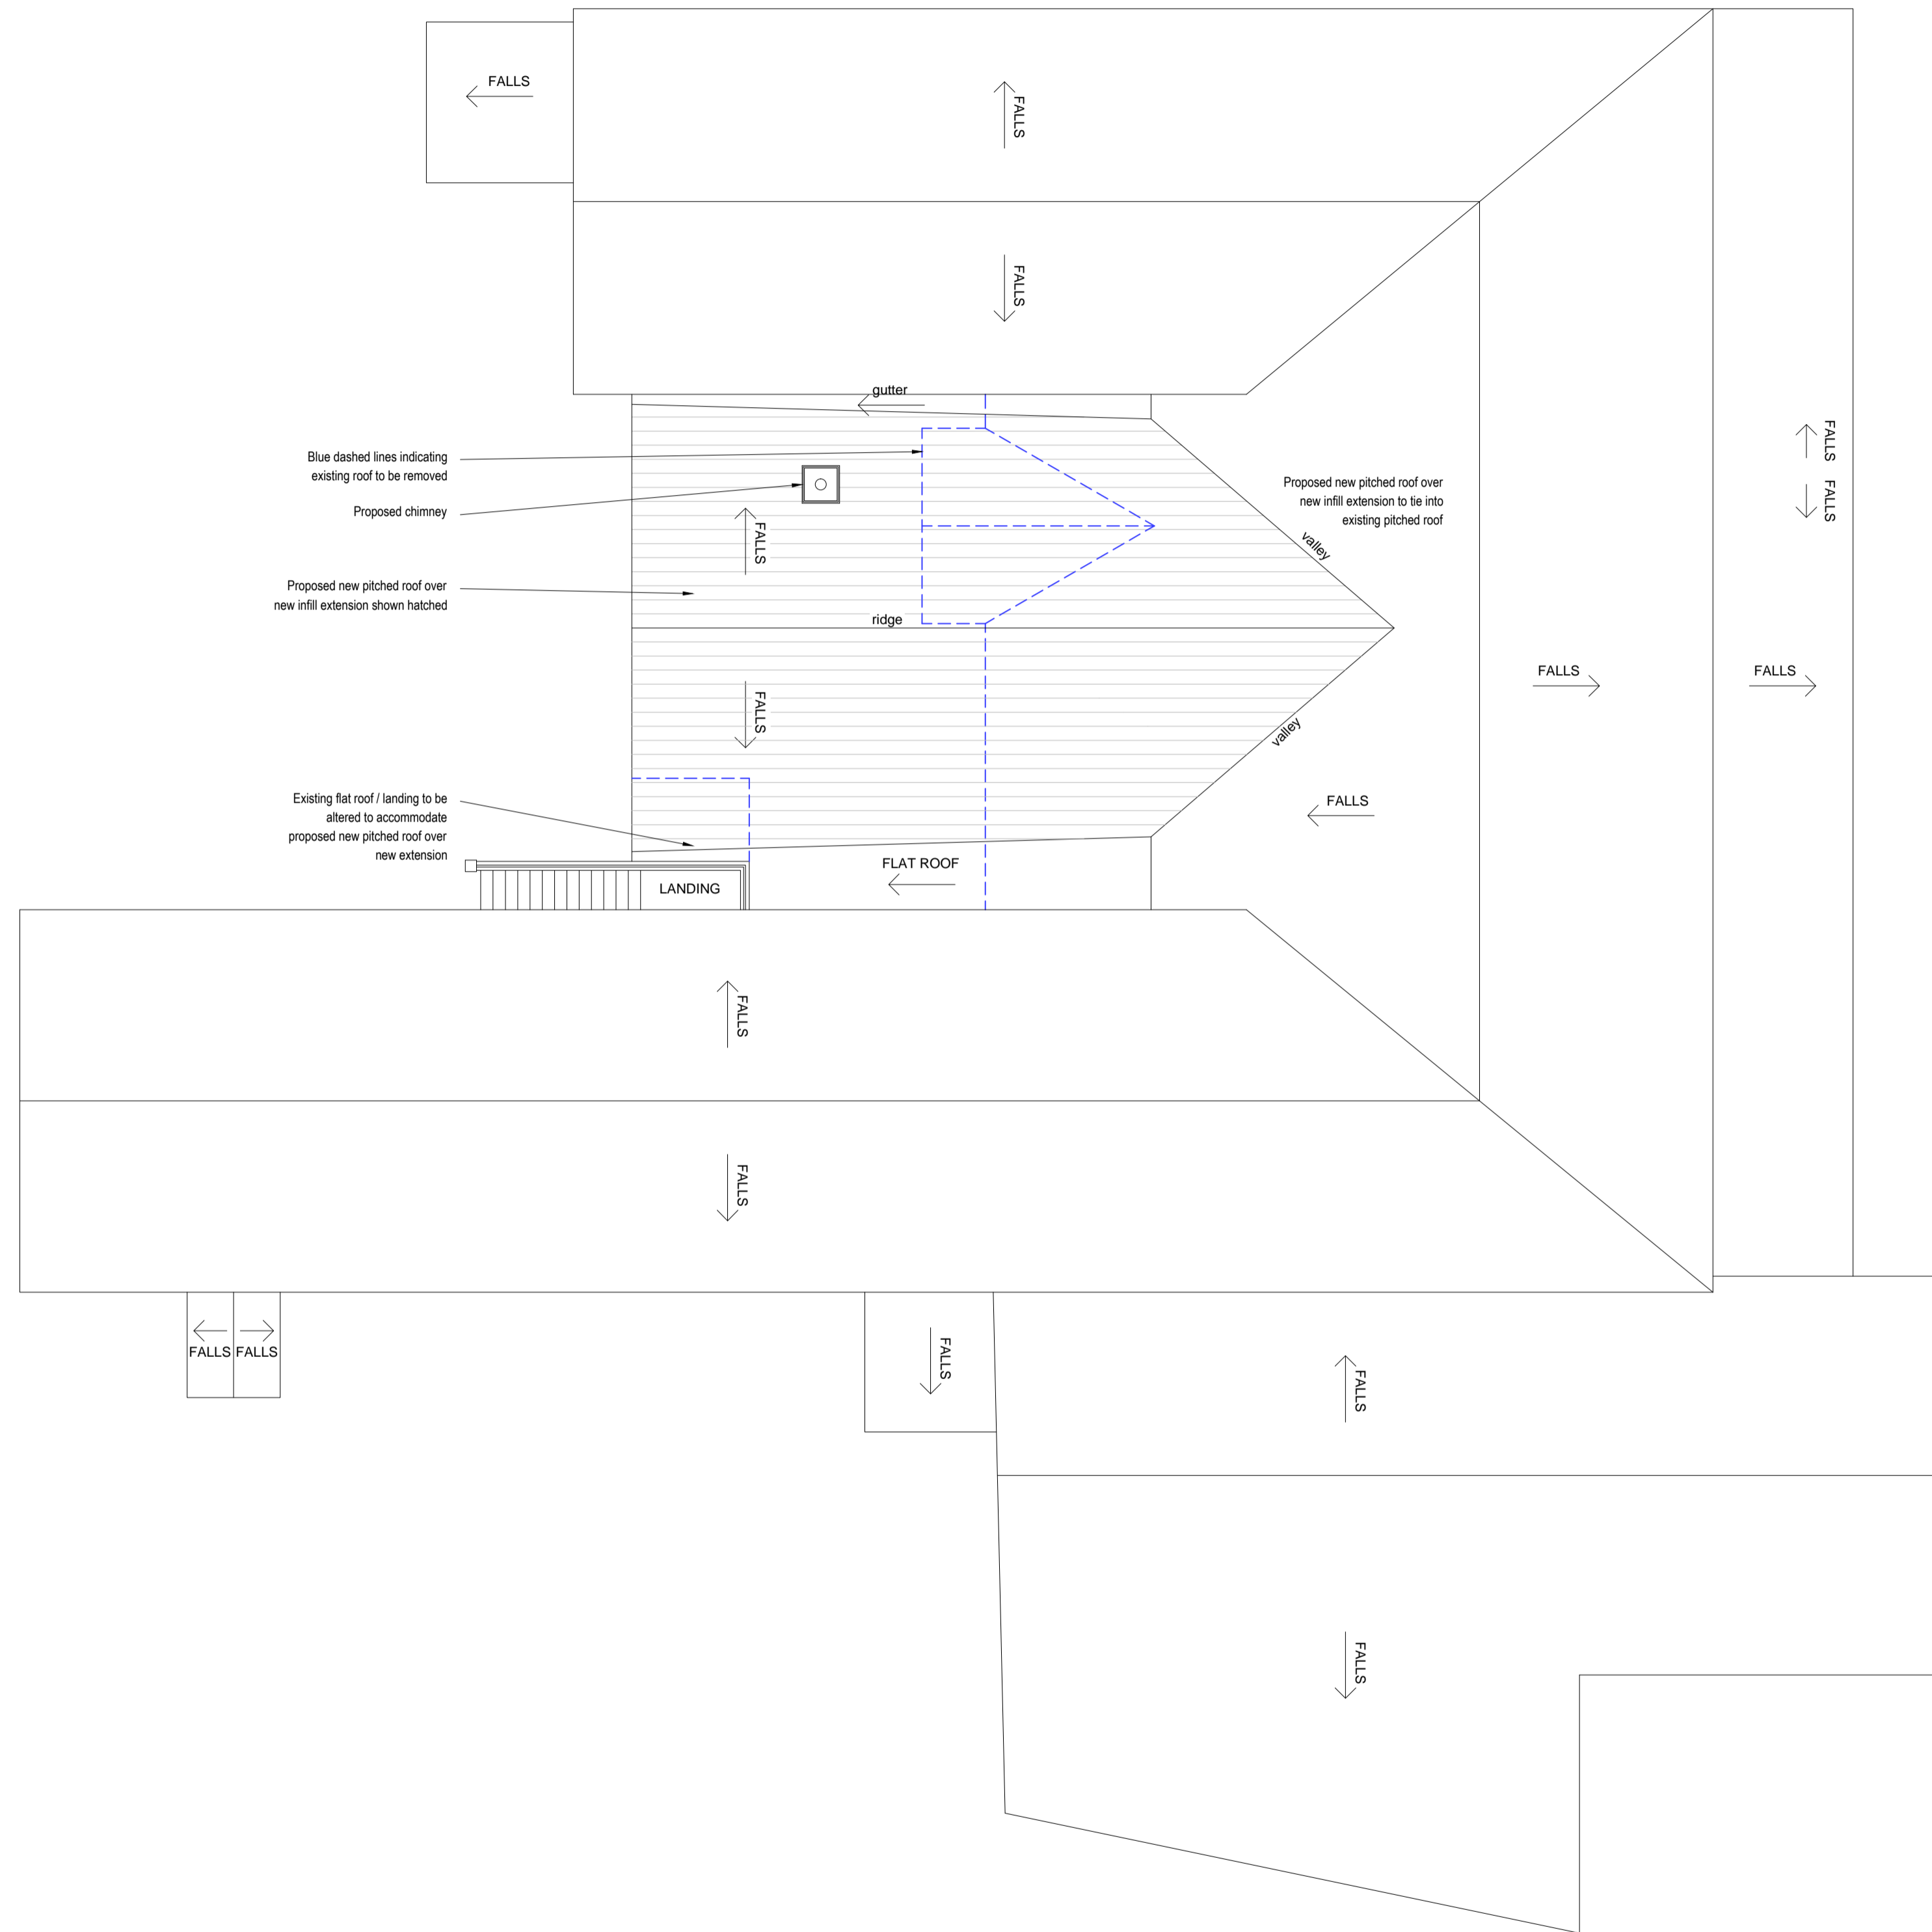 FALLS
FALLS
FALLS
gutter
Blue dashed lines indicating
existing roof to be removed
Proposed chimney
Proposed new pitched roof over
new infill extension shown hatched
FALLS
ridge
FALLS
Proposed new pitched roof over
new infill extension to tie into
existing pitched roof
valley
valley
FALLS
FALLS
FALLS
FALLS
FALLS
Existing flat roof / landing to be
altered to accommodate
proposed new pitched roof over
new extension
LANDING
FLAT ROOF
FALLS
FALLS
FALLS
FALLS
FALLS
FALLS
FALLS